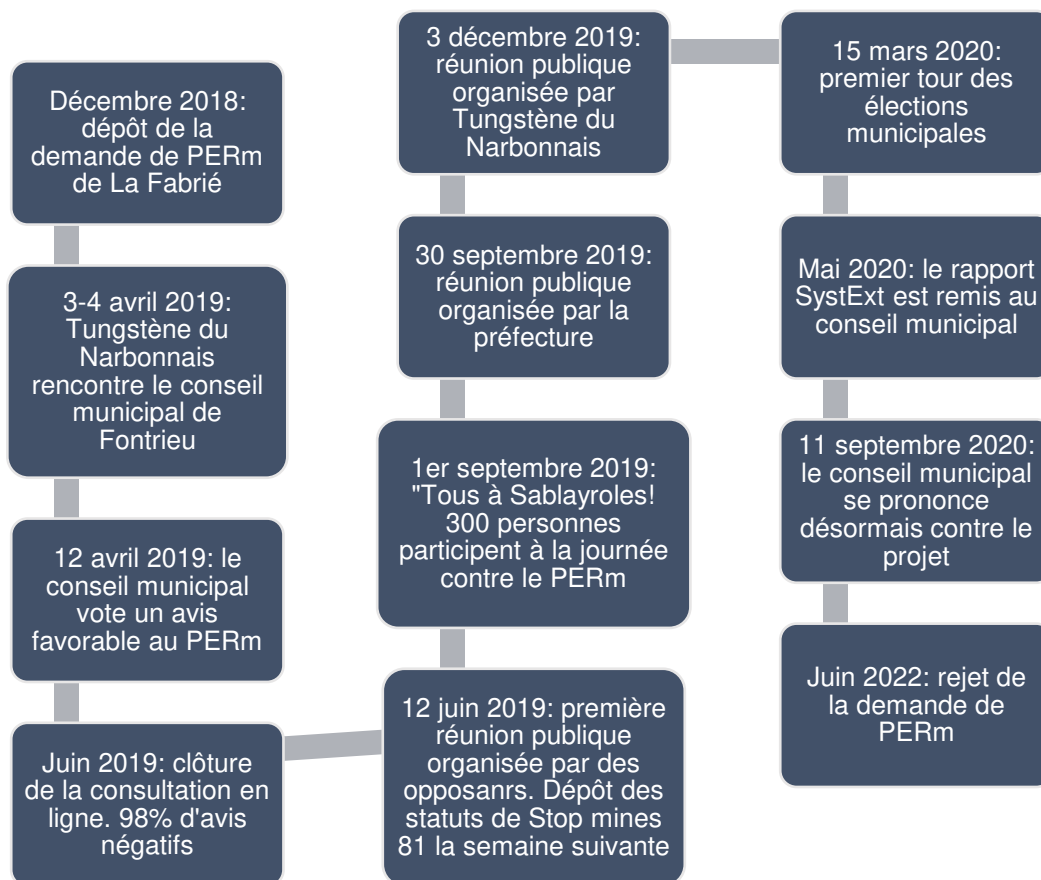 Décembre 2018:
dépôt de la
demande de PERm
de La Fabrié
3-4 avril 2019:
Tungstène du
Narbonnais
rencontre le conseil
municipal de
Fontrieu
12 avril 2019: le
conseil municipal
vote un avis
favorable au PERm
Juin 2019: clôture
de la consultation en
ligne. 98% d'avis
négatifs
12 juin 2019: première
réunion publique
organisée par des
opposanrs. Dépôt des
statuts de Stop mines
81 la semaine suivante
1er septembre 2019:
"Tous à Sablayroles!
300 personnes
participent à la journée
contre le PERm
30 septembre 2019:
réunion publique
organisée par la
préfecture
3 décembre 2019:
réunion publique
organisée par
Tungstène du
Narbonnais
15 mars 2020:
premier tour des
élections
municipales
Mai 2020: le rapport
SystExt est remis au
conseil municipal
11 septembre 2020:
le conseil municipal
se prononce
désormais contre le
projet
Juin 2022: rejet de
la demande de
PERm